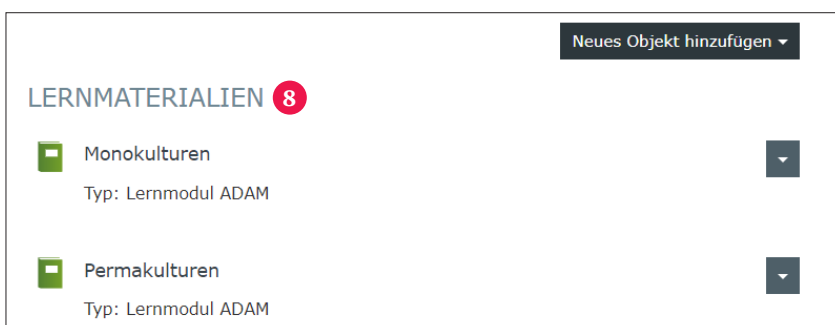 Neues Objekt hinzufügen
LERNMATERIALIEN 8
Monokulturen
Typ: Lernmodul ADAM
Permakulturen
Typ: Lernmodul ADAM